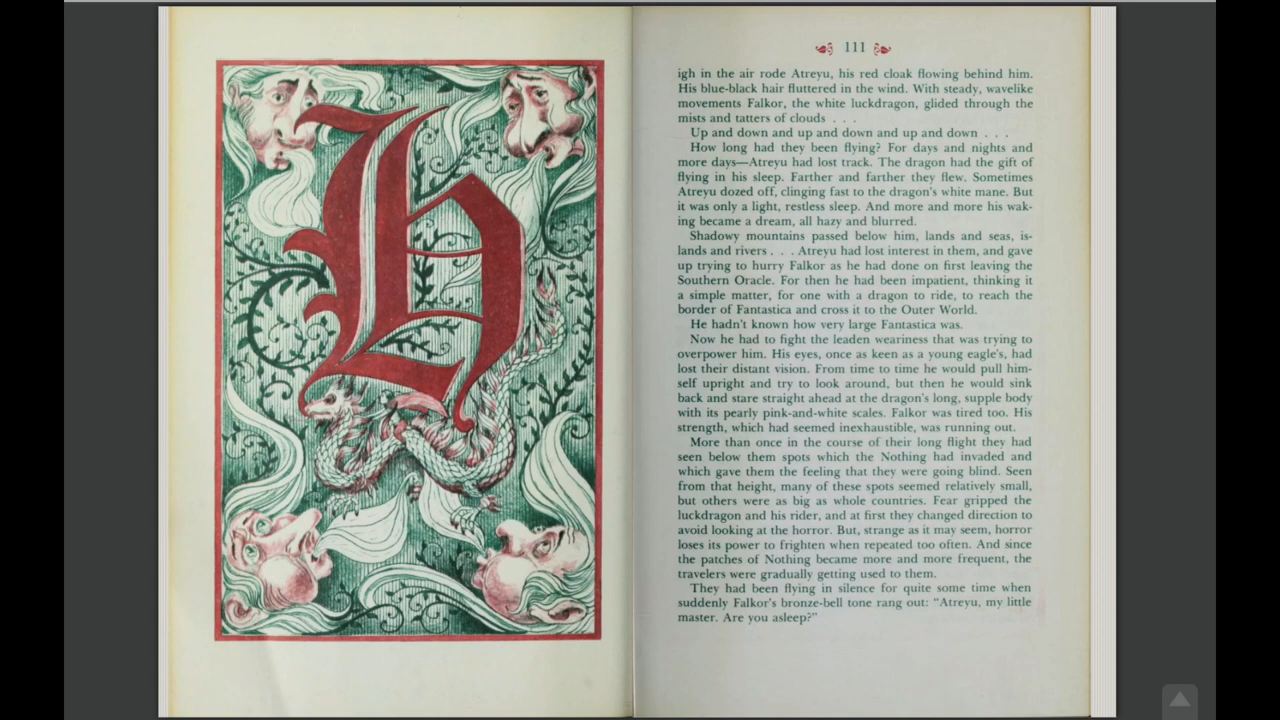 H
111
igh in the air rode Atreyu, his red cloak flowing behind him.
His blue-black hair fluttered in the wind. With steady, wavelike
movements Falkor, the white luckdragon, glided through the
mists and tatters of clouds . . .
Up and down and up and down and up and down . . .
How long had they been flying? For days and nights and
more days—Atreyu had lost track. The dragon had the gift of
flying in his sleep. Farther and farther they flew. Sometimes
Atreyu dozed off, clinging fast to the dragon's white mane. But
it was only a light, restless sleep. And more and more his wak-
ing became a dream, all hazy and blurred.
Shadowy mountains passed below him, lands and seas, is-
lands and rivers . . . Atreyu had lost interest in them, and gave
up trying to hurry Falkor as he had done on first leaving the
Southern Oracle. For then he had been impatient, thinking it
a simple matter, for one with a dragon to ride, to reach the
border of Fantastica and cross it to the Outer World.
He hadn't known how very large Fantastica was.
Now he had to fight the leaden weariness that was trying to
overpower him. His eyes, once as keen as a young eagle's, had
lost their distant vision. From time to time he would pull him-
self upright and try to look around, but then he would sink
back and stare straight ahead at the dragon's long, supple body
with its pearly pink-and-white scales. Falkor was tired too. His
strength, which had seemed inexhaustible, was running out.
More than once in the course of their long flight they had
seen below them spots which the Nothing had invaded and
which gave them the feeling that they were going blind. Seen
from that height, many of these spots seemed relatively small,
but others were as big as whole countries. Fear gripped the
luckdragon and his rider, and at first they changed direction to
avoid looking at the horror. But, strange as it may seem, horror
loses its power to frighten when repeated too often. And since
the patches of Nothing became more and more frequent, the
travelers were gradually getting used to them.
They had been flying in silence for quite some time when
suddenly Falkor's bronze-bell tone rang out: "Atreyu, my little
master. Are you asleep?"